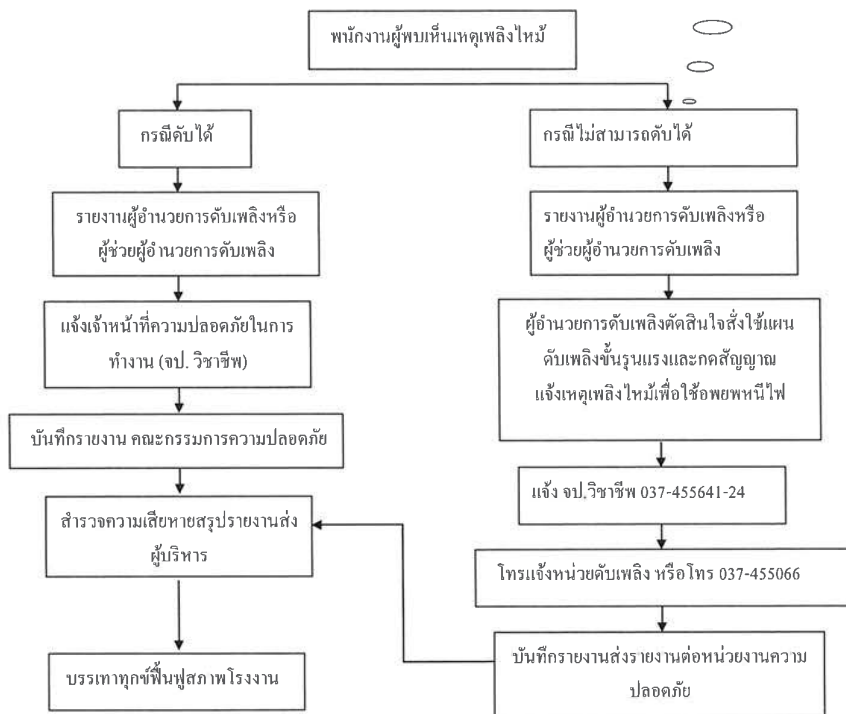 พนักงานผู้พบเห็นเหตุเพลิงไหม้
กรณีดับได้
กรณีไม่สามารถดับได้
รายงานผู้อำนวยการดับเพลิงหรือ
ผู้ช่วยผู้อำนวยการดับเพลิง
รายงานผู้อำนวยการดับเพลิงหรือ
ผู้ช่วยผู้อำนวยการดับเพลิง
แจ้งเจ้าหน้าที่ความปลอดภัยในการ
ทำงาน (จป. วิชาชีพ)
ผู้อำนวยการดับเพลิงตัดสินใจสั่งใช้แผน
ดับเพลิงขั้นรุนแรงและกดสัญญาณ
แจ้งเหตุเพลิงไหม้เพื่อใช้อพยพหนีไฟ
บันทึกรายงาน คณะกรรมการความปลอดภัย
แจ้ง จป.วิชาชีพ 037-455641-24
สำรวจความเสียหายสรุปรายงานส่ง
ผู้บริหาร
โทรแจ้งหน่วยดับเพลิง หรือโทร 037-455066
บรรเทาทุกข์ฟื้นฟูสภาพโรงงาน
บันทึกรายงานส่งรายงานต่อหน่วยงานความ
ปลอดภัย